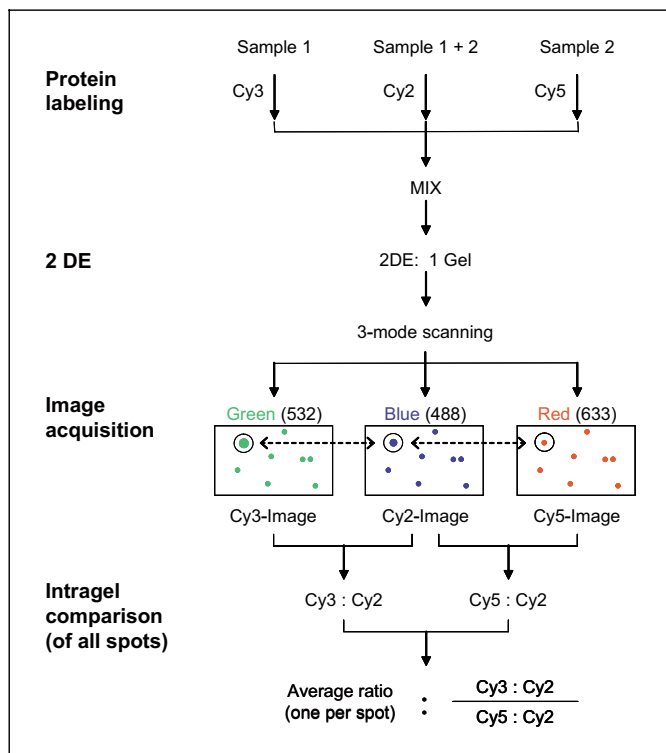 Sample 1 Sample 1 + 2 Sample 2
Protein
labeling
Cy3 Cy2 Cy5
MIX
2 DE
2DE: 1 Gel
3-mode scanning
Image
acquisition
Green (532) Blue (488) Red (633)
Cy3-Image Cy2-Image Cy5-Image
Intragel
comparison
(of all spots)
Cy3 : Cy2 Cy5 : Cy2
Average ratio
(one per spot)
:
Cy3 : Cy2
Cy5 : Cy2